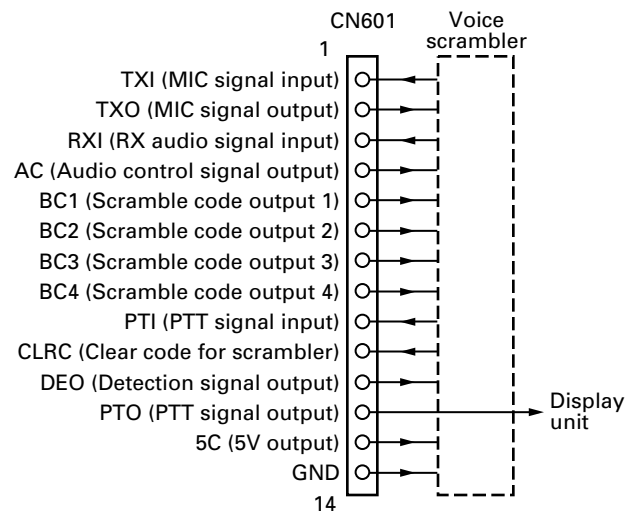 CN601
Voice
scrambler
1
TXI (MIC signal input)
TXO (MIC signal output)
RXI (RX audio signal input)
AC (Audio control signal output)
BC1 (Scramble code output 1)
BC2 (Scramble code output 2)
BC3 (Scramble code output 3)
BC4 (Scramble code output 4)
PTI (PTT signal input)
CLRC (Clear code for scrambler)
DEO (Detection signal output)
PTO (PTT signal output)
Display
unit
5C (5V output)
GND
14